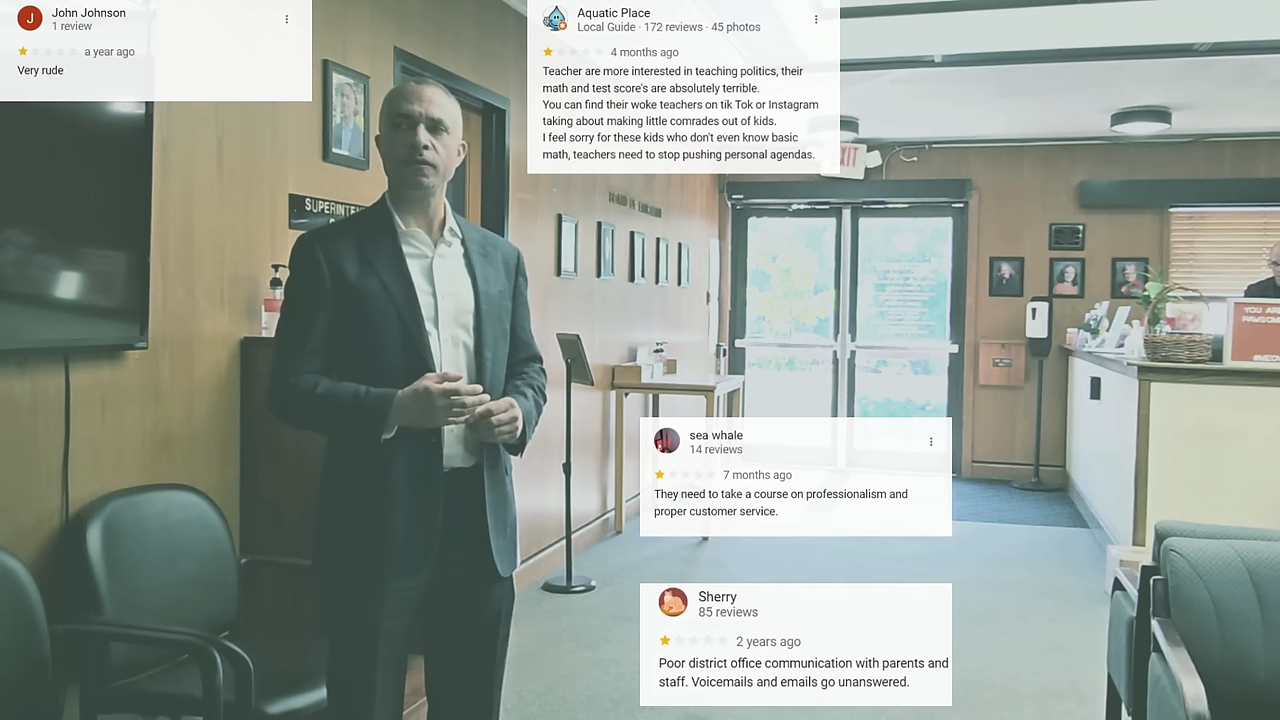 John Johnson
1 review
a year ago
Very rude
Aquatic Place
Local Guide · 172 reviews · 45 photos
4 months ago
Teacher are more interested in teaching politics, their
math and test score's are absolutely terrible.
You can find their woke teachers on tik Tok or Instagram
taking about making little comrades out of kids.
I feel sorry for these kids who don't even know basic
math, teachers need to stop pushing personal agendas.
EXIT
BOARD OF EDUCATION
YOU ARE
sea whale
14 reviews
7 months ago
They need to take a course on professionalism and
proper customer service.
Sherry
85 reviews
2 years ago
Poor district office communication with parents and
staff. Voicemails and emails go unanswered.